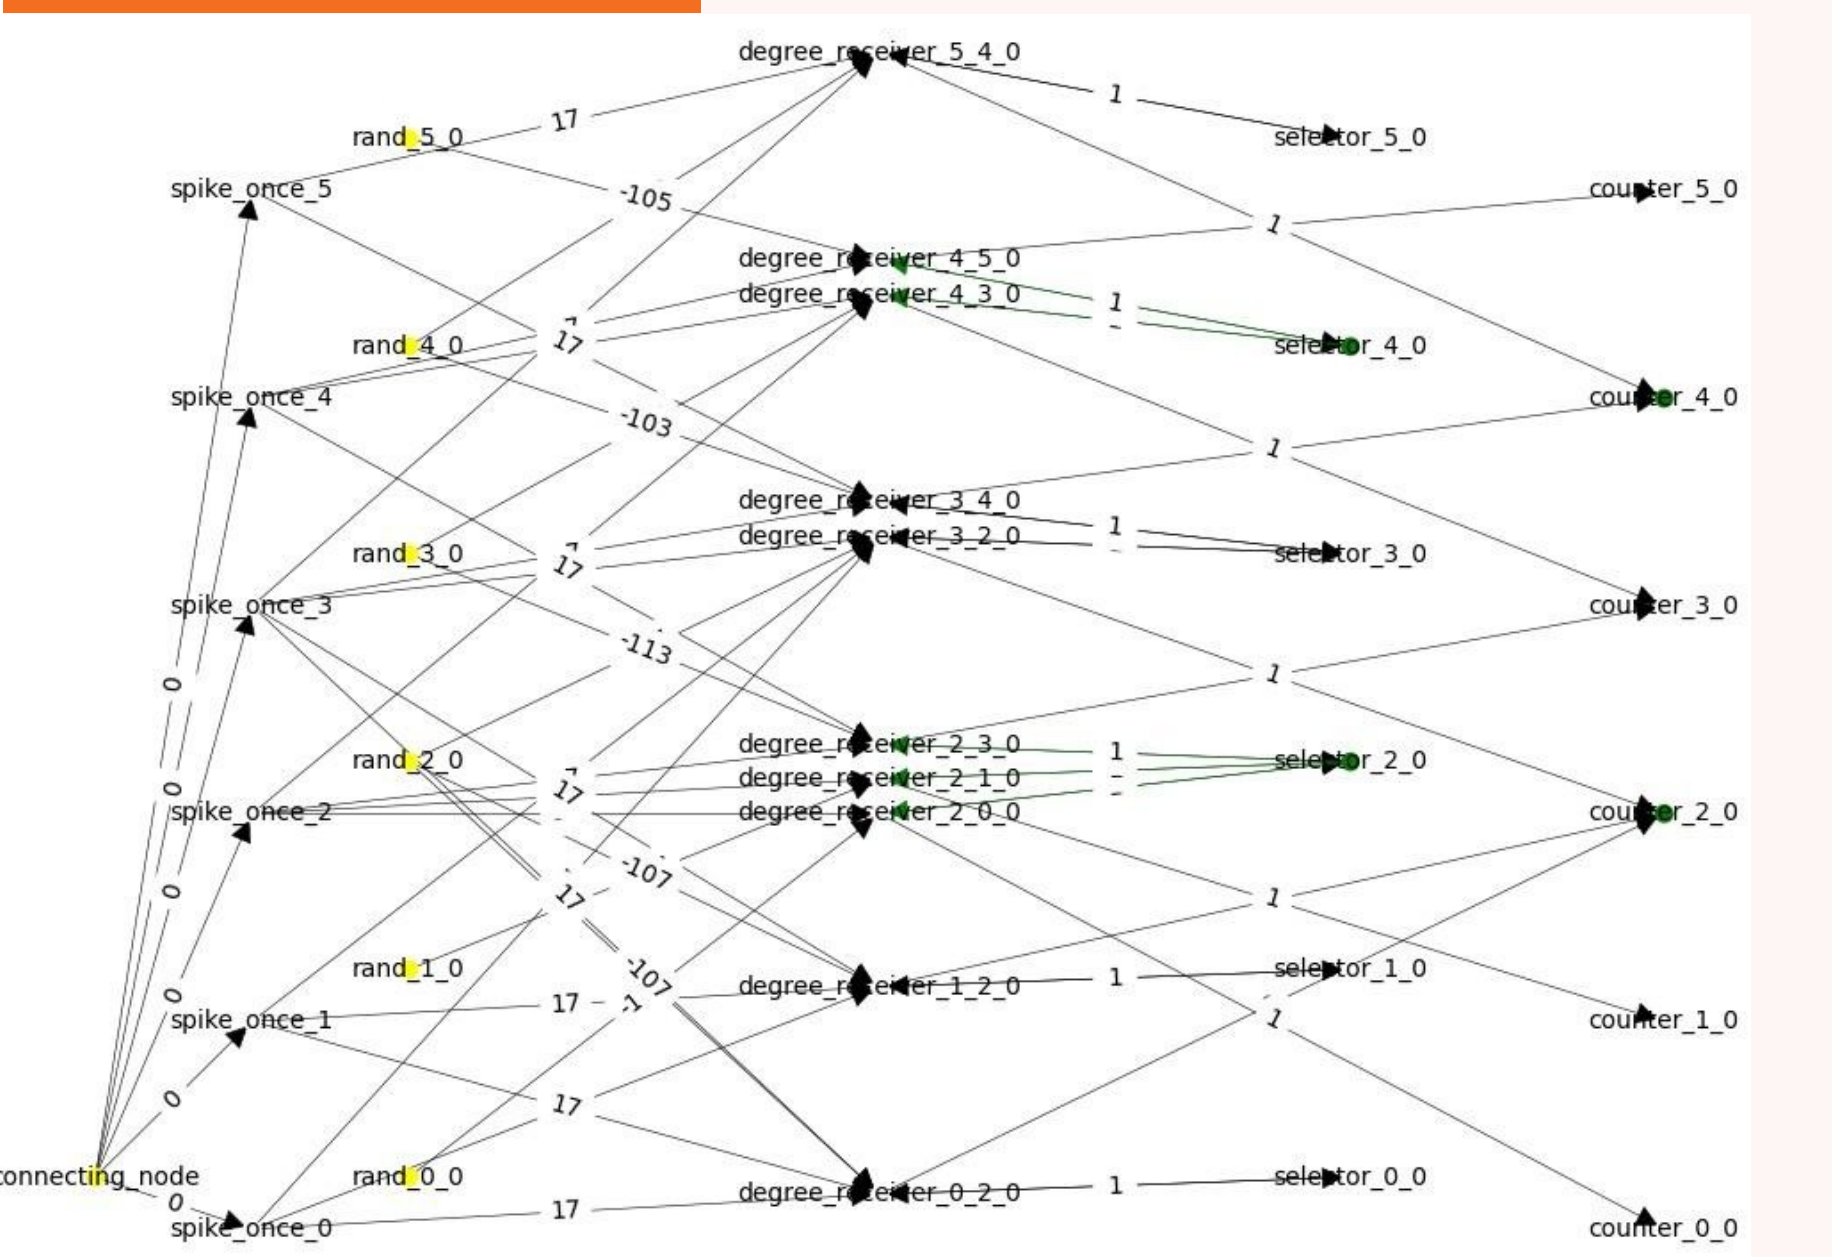 degree_receiver_5_4_0
1
17
rand_5_0
selector_5_0
spike_once_5
-105
counter_5_0
1
degree_receiver_4_5_0
degree_receiver_4_3_0
1
17
rand_4_0
selector_4_0
spike_once_4
-103
counter_4_0
1
degree_receiver_3_4_0
1
degree_receiver_3_2_0
rand_3_0
17
selector_3_0
spike_once_3
counter_3_0
-113
1
0
degree_receiver_2_3_0
1
rand_2_0
selector_2_0
degree_receiver_2_1_0
0
17
spike_once_2
degree_receiver_2_0_0
counter_2_0
-107
0
17
1
rand_1_0
-107
selector_1_0
degree_receiver_1_2_0
1
0
17
-1
spike_once_1
1
counter_1_0
0
17
connecting_node
rand_0_0
selector_0_0
degree_receiver_0_2_0
1
0
17
spike_once_0
counter_0_0